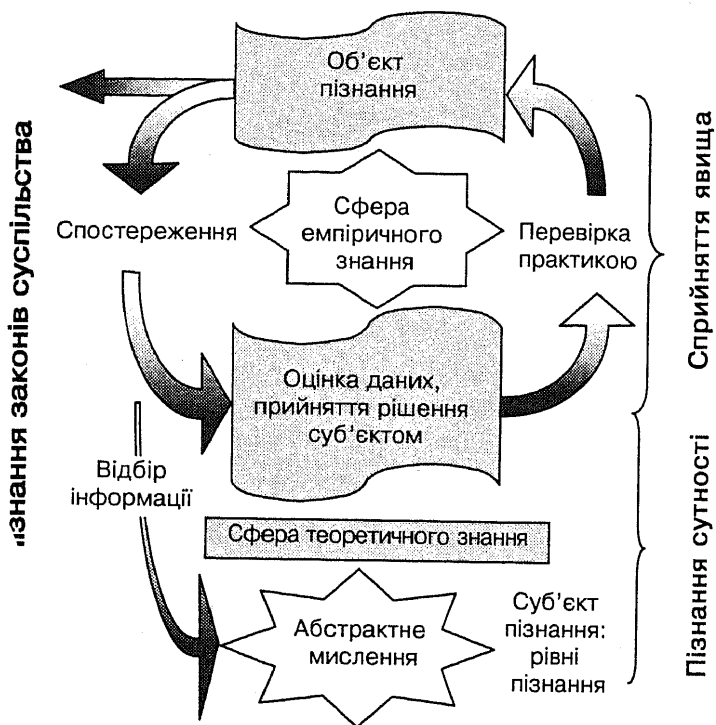 Об’єкт
пізнання
Спостереження
Сфера
емпіричного
знання
Перевірка
практикою
Оцінка даних,
прийняття рішення
суб’єктом
Відбір
інформації
Сфера теоретичного знання
Абстрактне
мислення
Суб’єкт
пізнання:
рівні
пізнання
знання законів суспільства
Сприйняття явища
Пізнання сутності